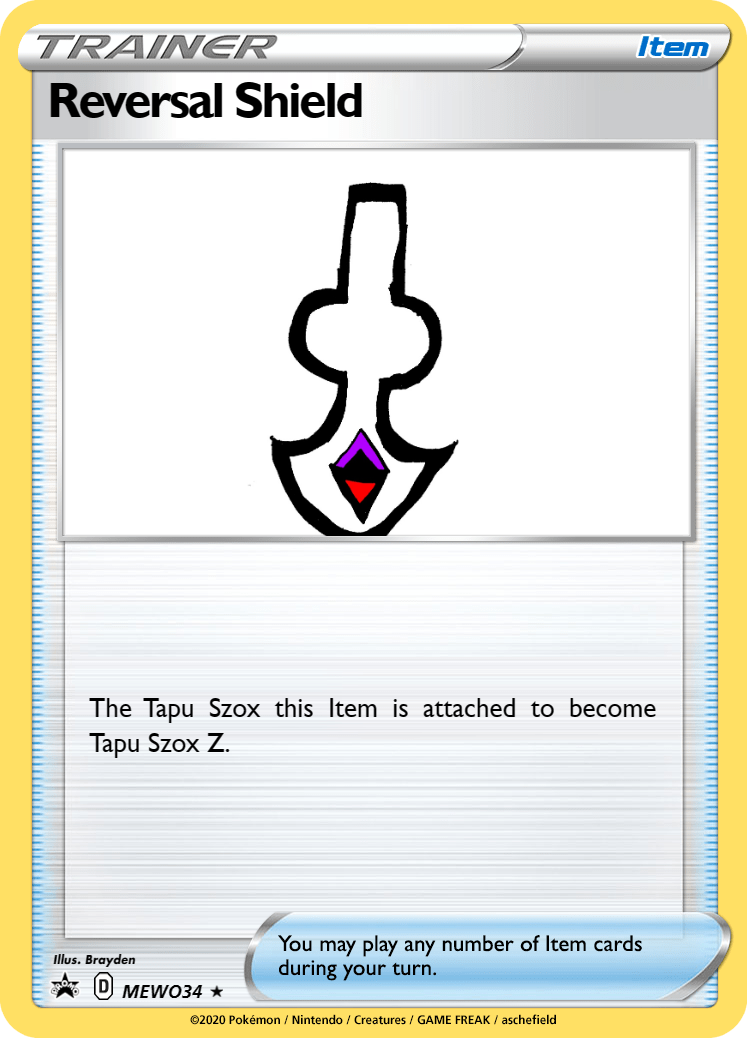 TRAINER
Item
Reversal Shield
The Tapu Szox this Item is attached to become
Tapu Szox Z.
You may play any number of Item cards
during your turn.
Illus. Brayden
D MEWO34 ★
©2020 Pokémon / Nintendo / Creatures / GAME FREAK / aschefield